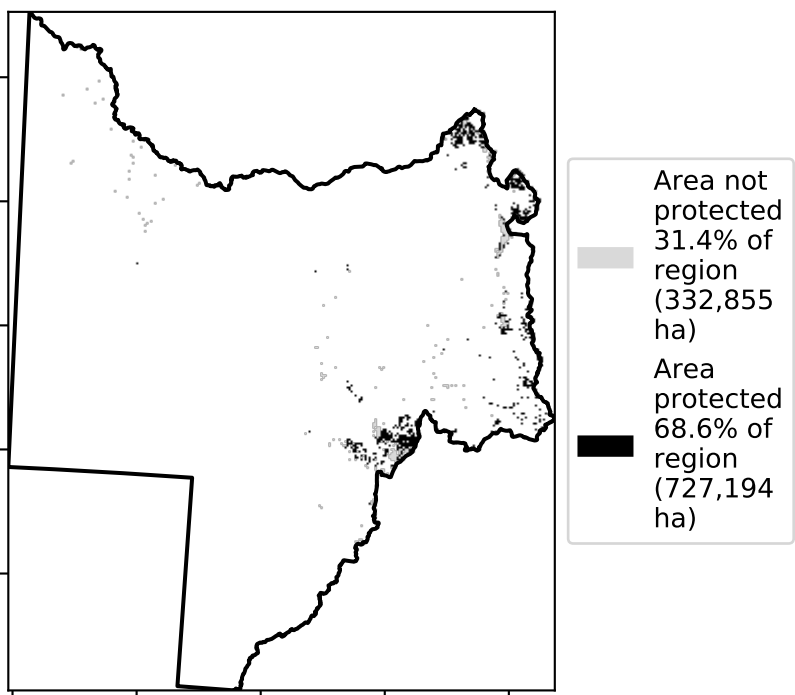 Area not
protected
31.4% of
region
(332,855
ha)
Area
protected
68.6% of
region
(727,194
ha)